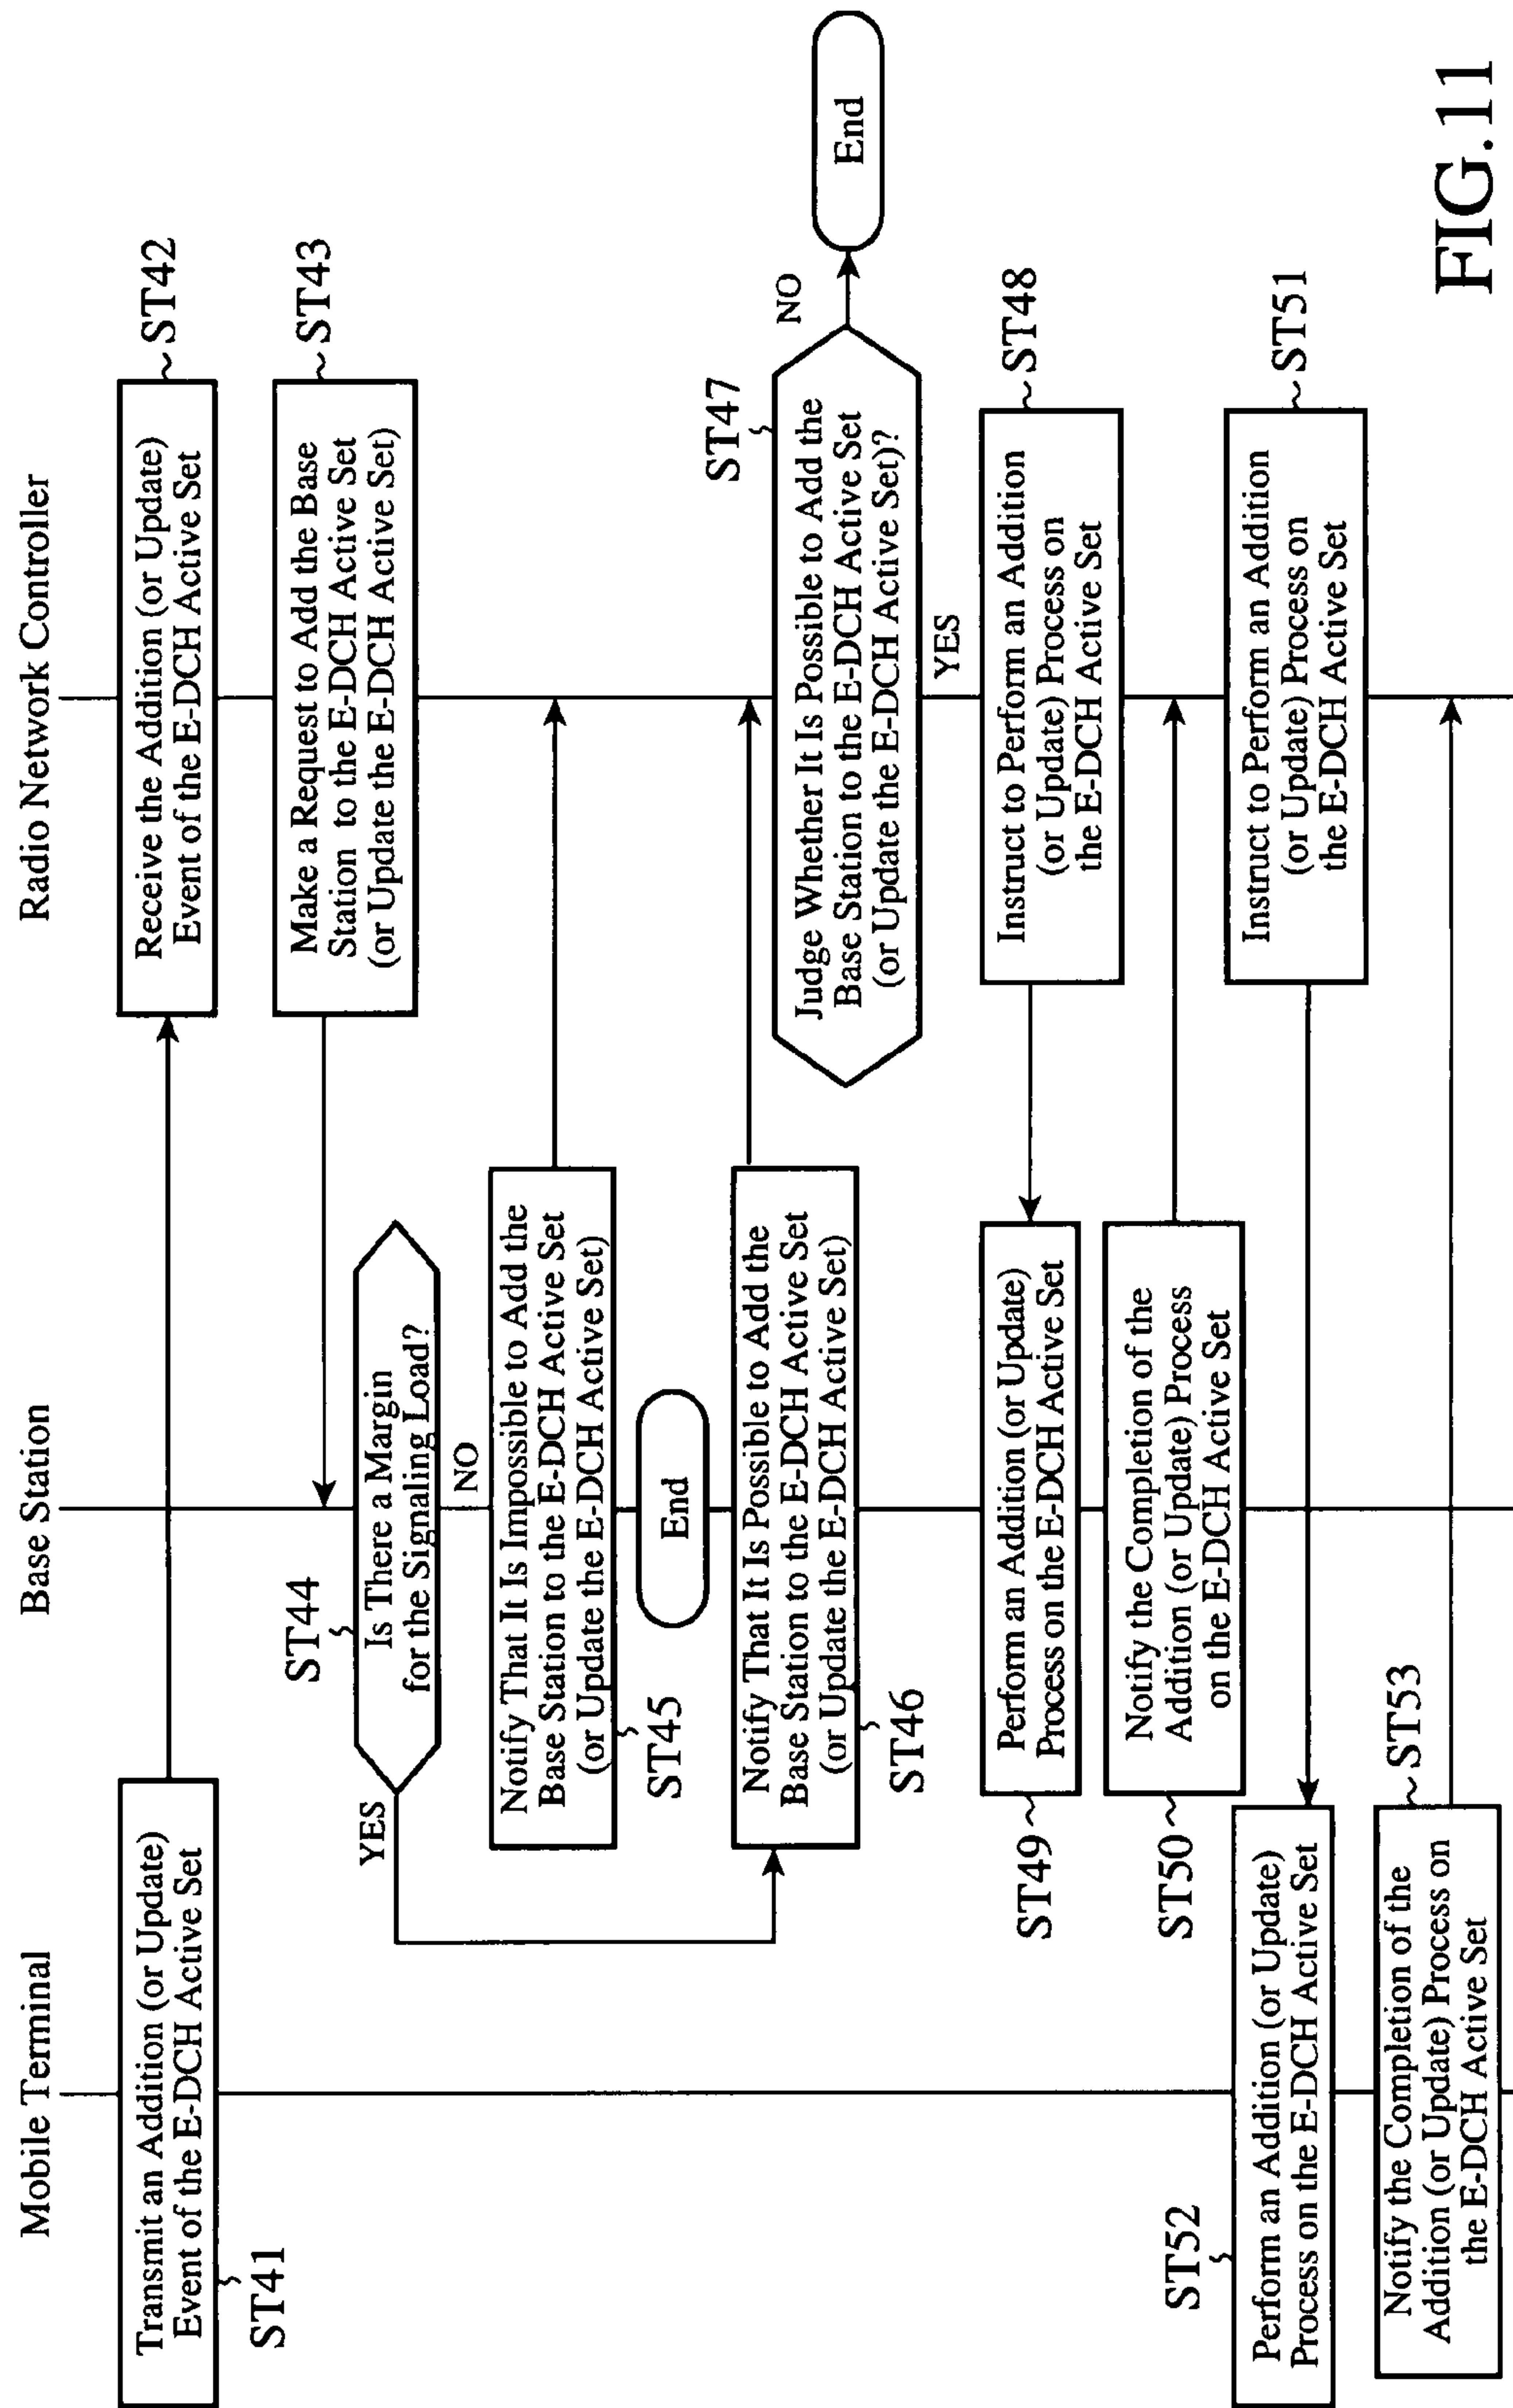 Mobile Terminal
Base Station
Radio Network Controller
Transmit an Addition (or Update)
Event of the E-DCH Active Set
ST41
Receive the Addition (or Update)
Event of the E-DCH Active Set
ST42
Make a Request to Add the Base
Station to the E-DCH Active Set
(or Update the E-DCH Active Set)
ST43
ST44
Is There a Margin
for the Signaling Load?
YES
NO
Notify That It Is Impossible to Add the
Base Station to the E-DCH Active Set
(or Update the E-DCH Active Set)
ST45
End
Notify That It Is Possible to Add the
Base Station to the E-DCH Active Set
(or Update the E-DCH Active Set)
ST46
ST47
Judge Whether It Is Possible to Add the
Base Station to the E-DCH Active Set
(or Update the E-DCH Active Set)?
NO
End
YES
Instruct to Perform an Addition
(or Update) Process on
the E-DCH Active Set
ST48
Perform an Addition (or Update)
Process on the E-DCH Active Set
ST49
Notify the Completion of the
Addition (or Update) Process
on the E-DCH Active Set
ST50
Instruct to Perform an Addition
(or Update) Process on
the E-DCH Active Set
ST51
ST52
Perform an Addition (or Update)
Process on the E-DCH Active Set
Notify the Completion of the
Addition (or Update) Process on
the E-DCH Active Set
ST53
FIG.11